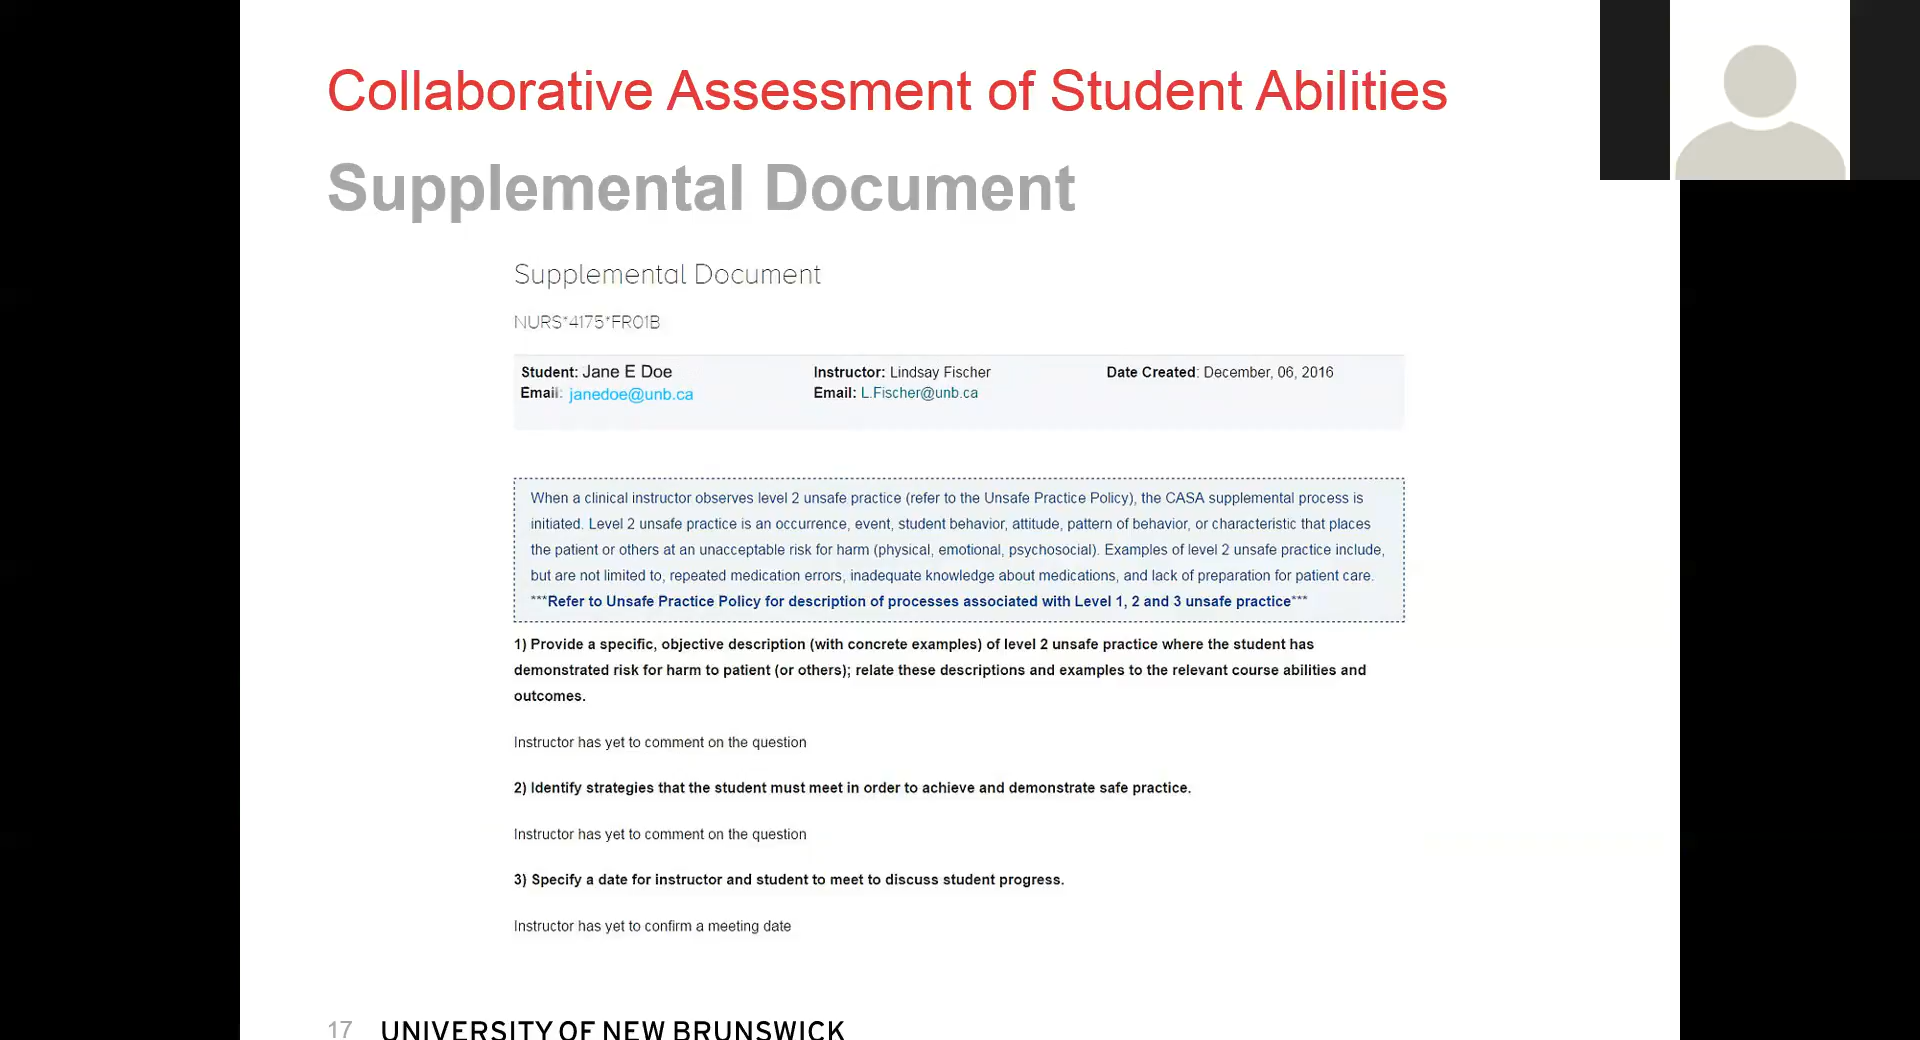 Collaborative Assessment of Student Abilities
Supplemental Document
Supplemental Document
NURS*4175*FR01B
Student: Jane E Doe
Email: janedoe@unb.ca
Instructor: Lindsay Fischer
Email: L.Fischer@unb.ca
Date Created: December, 06, 2016
When a clinical instructor observes level 2 unsafe practice (refer to the Unsafe Practice Policy), the CASA supplemental process is
initiated. Level 2 unsafe practice is an occurrence, event, student behavior, attitude, pattern of behavior, or characteristic that places
the patient or others at an unacceptable risk for harm (physical, emotional, psychosocial). Examples of level 2 unsafe practice include,
but are not limited to, repeated medication errors, inadequate knowledge about medications, and lack of preparation for patient care.
***Refer to Unsafe Practice Policy for description of processes associated with Level 1, 2 and 3 unsafe practice***
1) Provide a specific, objective description (with concrete examples) of level 2 unsafe practice where the student has
demonstrated risk for harm to patient (or others); relate these descriptions and examples to the relevant course abilities and
outcomes.
Instructor has yet to comment on the question
2) Identify strategies that the student must meet in order to achieve and demonstrate safe practice.
Instructor has yet to comment on the question
3) Specify a date for instructor and student to meet to discuss student progress.
Instructor has yet to confirm a meeting date
17 UNIVERSITY OF NEW BRUNSWICK